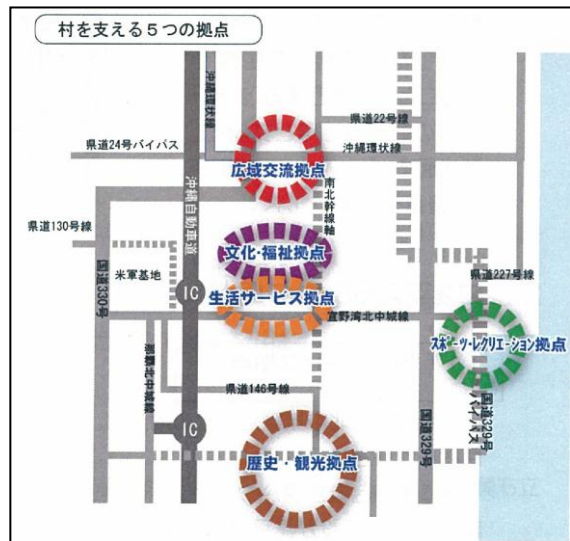 村を支える５つの拠点
沖縄環状線
県道22号線
県道24号バイパス
沖縄環状線
広域交流拠点
沖縄自動車道
南北幹線軸
県道130号線
文化・福祉拠点
米軍基地
国道330号
県道227号線
IC
生活サービス拠点
宜野湾北中城線
スポーツ・レクリエーション拠点
那覇北中城線
県道146号線
国道329号
国道329号
バイパス
IC
歴史・観光拠点